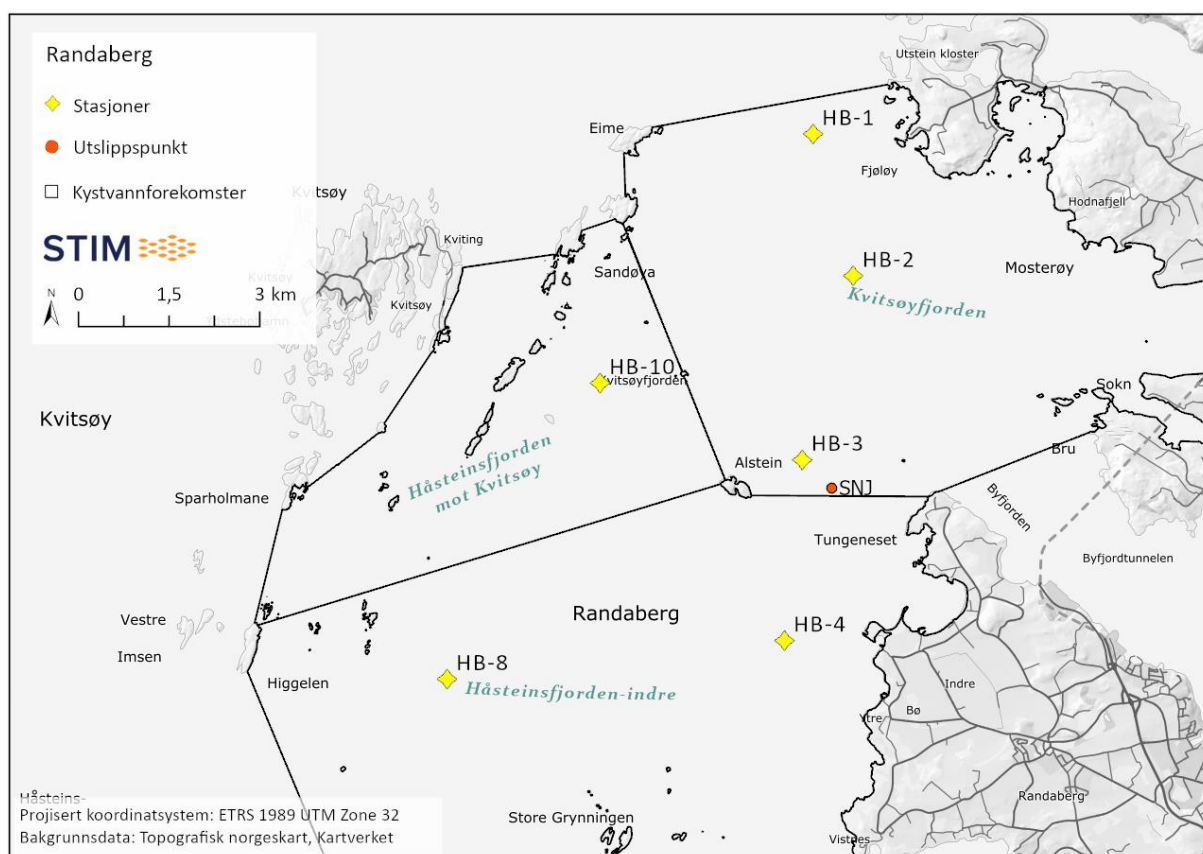 Randaberg
Stasjoner
Utslippspunkt
Kystvannforekomster
STIM
N
0 1,5 3 km
Utstein kloster
HB-1
Eime
Fjøløy
Kvitsøy
Hodnafjell
Kviting
Sandøya
HB-2
Mosterøy
Kvitsøy
Kvitsøy
Kvitsøyfjorden
HB-10
Kvitsøyfjorden
Sokn
Kvitsøy
HB-3
Alstein
Bru
Håsteinsfjorden
mot Kvitsøy
Sparholmane
SNJ
Byfjorden
Tungeneset
Byfjordtunnelen
Vestre
Imsen
Randaberg
HB-4
HB-8
Higgelen
Håsteinsfjorden-indre
Indre
Bø
Ytre
Håsteins-
Randaberg
Store Grynningen
Vistnes
Projisert koordinatsystem: ETRS 1989 UTM Zone 32
Bakgrunnsdata: Topografisk norgeskart, Kartverket